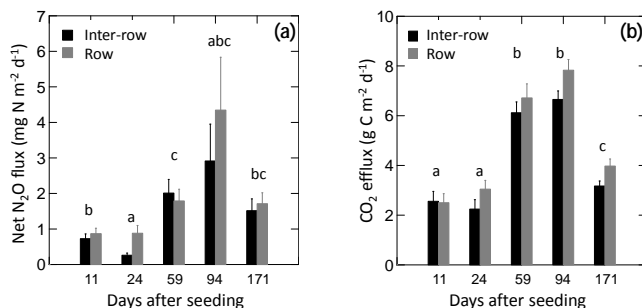 (a)
Inter-row
Row
Net N₂O flux (mg N m⁻² d⁻¹)
7
6
5
4
3
2
1
0
b
a
c
abc
bc
11 24 59 94 171
Days after seeding
(b)
Inter-row
Row
CO₂ efflux (g C m⁻² d⁻¹)
10
8
6
4
2
0
a
a
b
b
c
11 24 59 94 171
Days after seeding